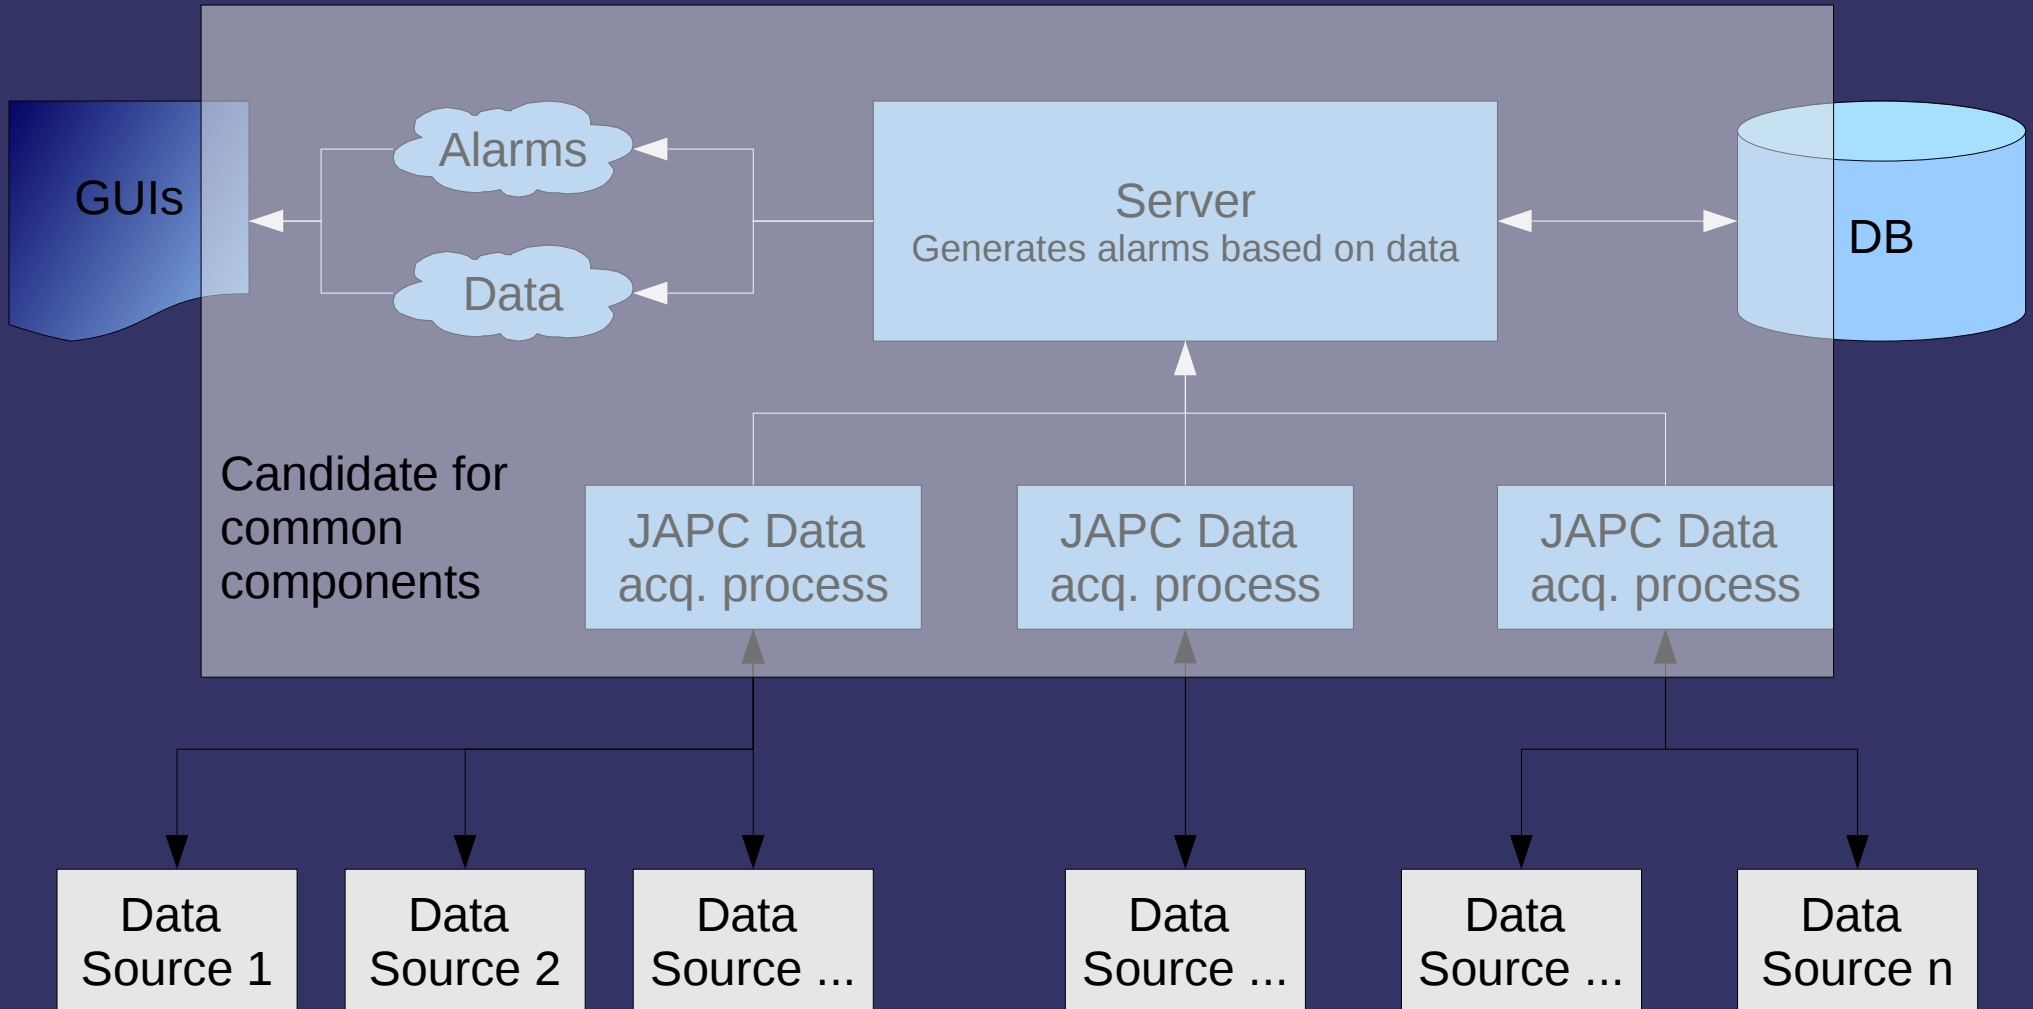 GUIs
Alarms
Data
Server
Generates alarms based on data
DB
Candidate for
common
components
JAPC Data
acq. process
JAPC Data
acq. process
JAPC Data
acq. process
Data
Source 1
Data
Source 2
Data
Source ...
Data
Source ...
Data
Source ...
Data
Source n